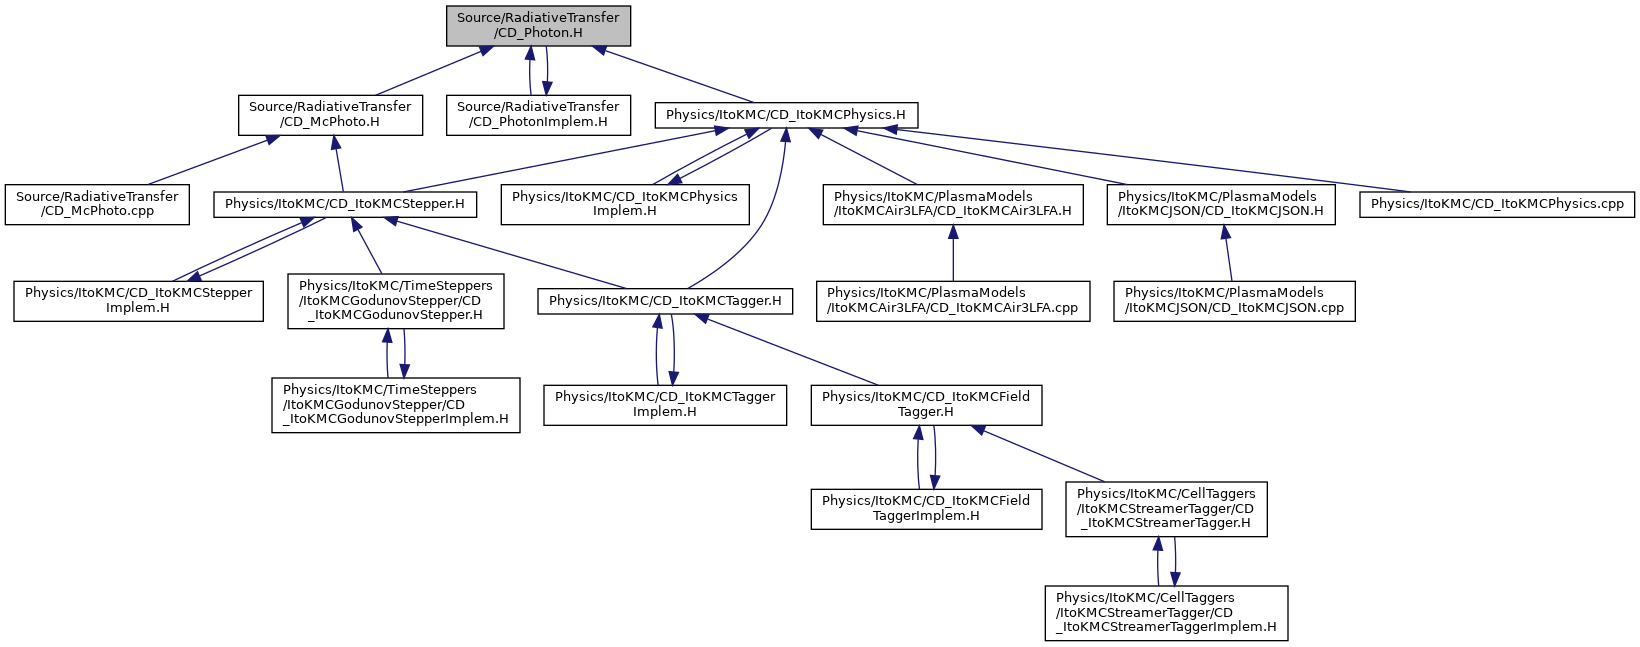 Source/RadiativeTransfer
/CD_Photon.H
Source/RadiativeTransfer
/CD_McPhoto.H
Source/RadiativeTransfer
/CD_PhotonImplem.H
Physics/ItoKMC/CD_ItoKMCPhysics.H
Source/RadiativeTransfer
/CD_McPhoto.cpp
Physics/ItoKMC/CD_ItoKMCStepper.H
Physics/ItoKMC/CD_ItoKMCPhysics
Implem.H
Physics/ItoKMC/PlasmaModels
/ItoKMCAir3LFA/CD_ItoKMCAir3LFA.H
Physics/ItoKMC/PlasmaModels
/ItoKMCJSON/CD_ItoKMCJSON.H
Physics/ItoKMC/CD_ItoKMCPhysics.cpp
Physics/ItoKMC/CD_ItoKMCStepper
Implem.H
Physics/ItoKMC/TimeSteppers
/ItoKMCGodunovStepper/CD
_ItoKMCGodunovStepper.H
Physics/ItoKMC/CD_ItoKMCTagger.H
Physics/ItoKMC/PlasmaModels
/ItoKMCAir3LFA/CD_ItoKMCAir3LFA.cpp
Physics/ItoKMC/PlasmaModels
/ItoKMCJSON/CD_ItoKMCJSON.cpp
Physics/ItoKMC/TimeSteppers
/ItoKMCGodunovStepper/CD
_ItoKMCGodunovStepperImplem.H
Physics/ItoKMC/CD_ItoKMCTagger
Implem.H
Physics/ItoKMC/CD_ItoKMCField
Tagger.H
Physics/ItoKMC/CD_ItoKMCField
TaggerImplem.H
Physics/ItoKMC/CellTaggers
/ItoKMCStreamerTagger/CD
_ItoKMCStreamerTagger.H
Physics/ItoKMC/CellTaggers
/ItoKMCStreamerTagger/CD
_ItoKMCStreamerTaggerImplem.H